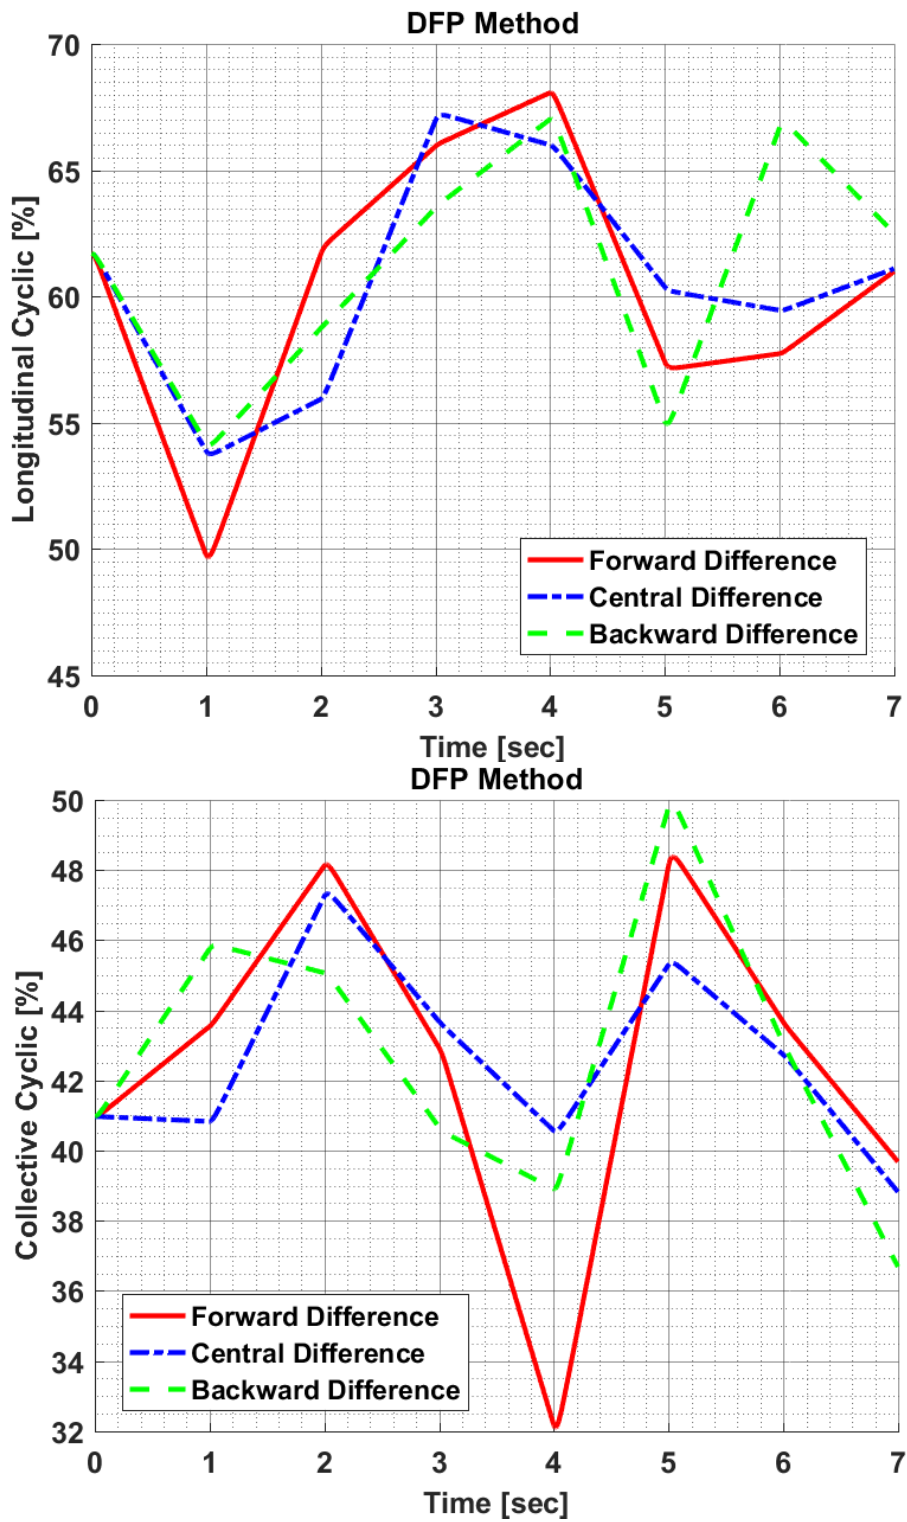 DFP Method
70
65
60
55
50
45
Longitudinal Cyclic [%]
Forward Difference
Central Difference
Backward Difference
0 1 2 3 4 5 6 7
Time [sec]
DFP Method
50
48
46
44
42
40
38
36
34
32
Collective Cyclic [%]
Forward Difference
Central Difference
Backward Difference
0 1 2 3 4 5 6 7
Time [sec]